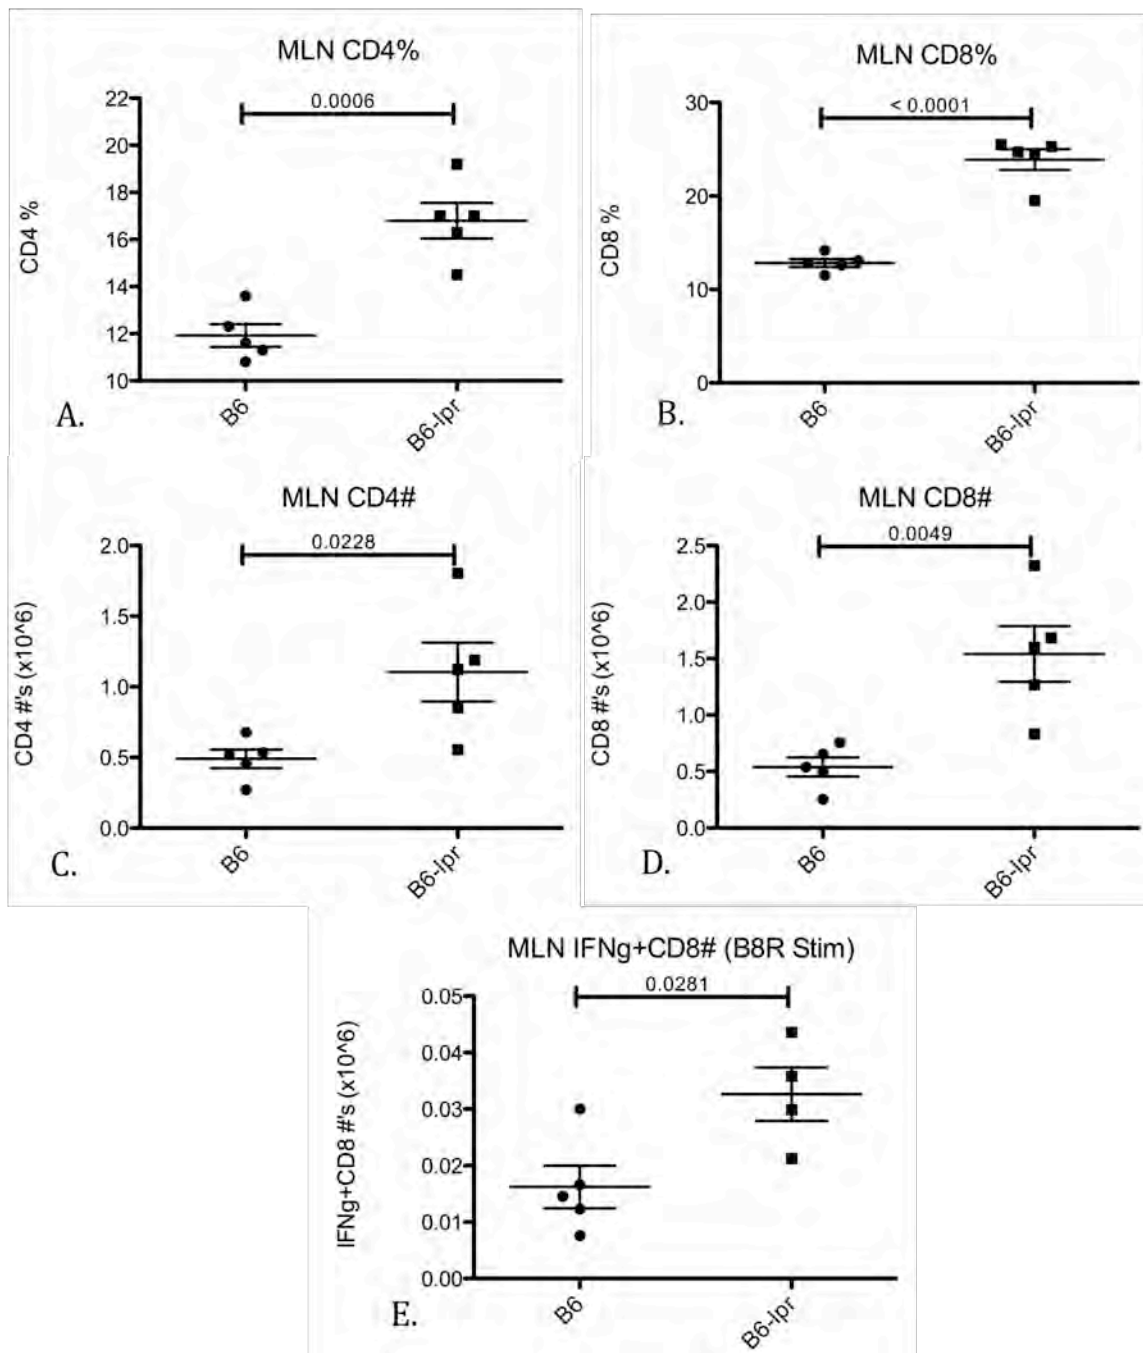 MLN CD4%
0.0006
22
20
18
16
14
12
10
CD4 %
B6
B6-lpr
A.
MLN CD8%
< 0.0001
30
20
10
0
CD8 %
B6
B6-lpr
B.
MLN CD4#
0.0228
2.0
1.5
1.0
0.5
0.0
CD4 #'s (x10^6)
B6
B6-lpr
C.
MLN CD8#
0.0049
2.5
2.0
1.5
1.0
0.5
0.0
CD8 #'s (x10^6)
B6
B6-lpr
D.
MLN IFNg+CD8# (B8R Stim)
0.0281
0.05
0.04
0.03
0.02
0.01
0.00
IFNg+CD8 #'s (x10^6)
B6
B6-lpr
E.